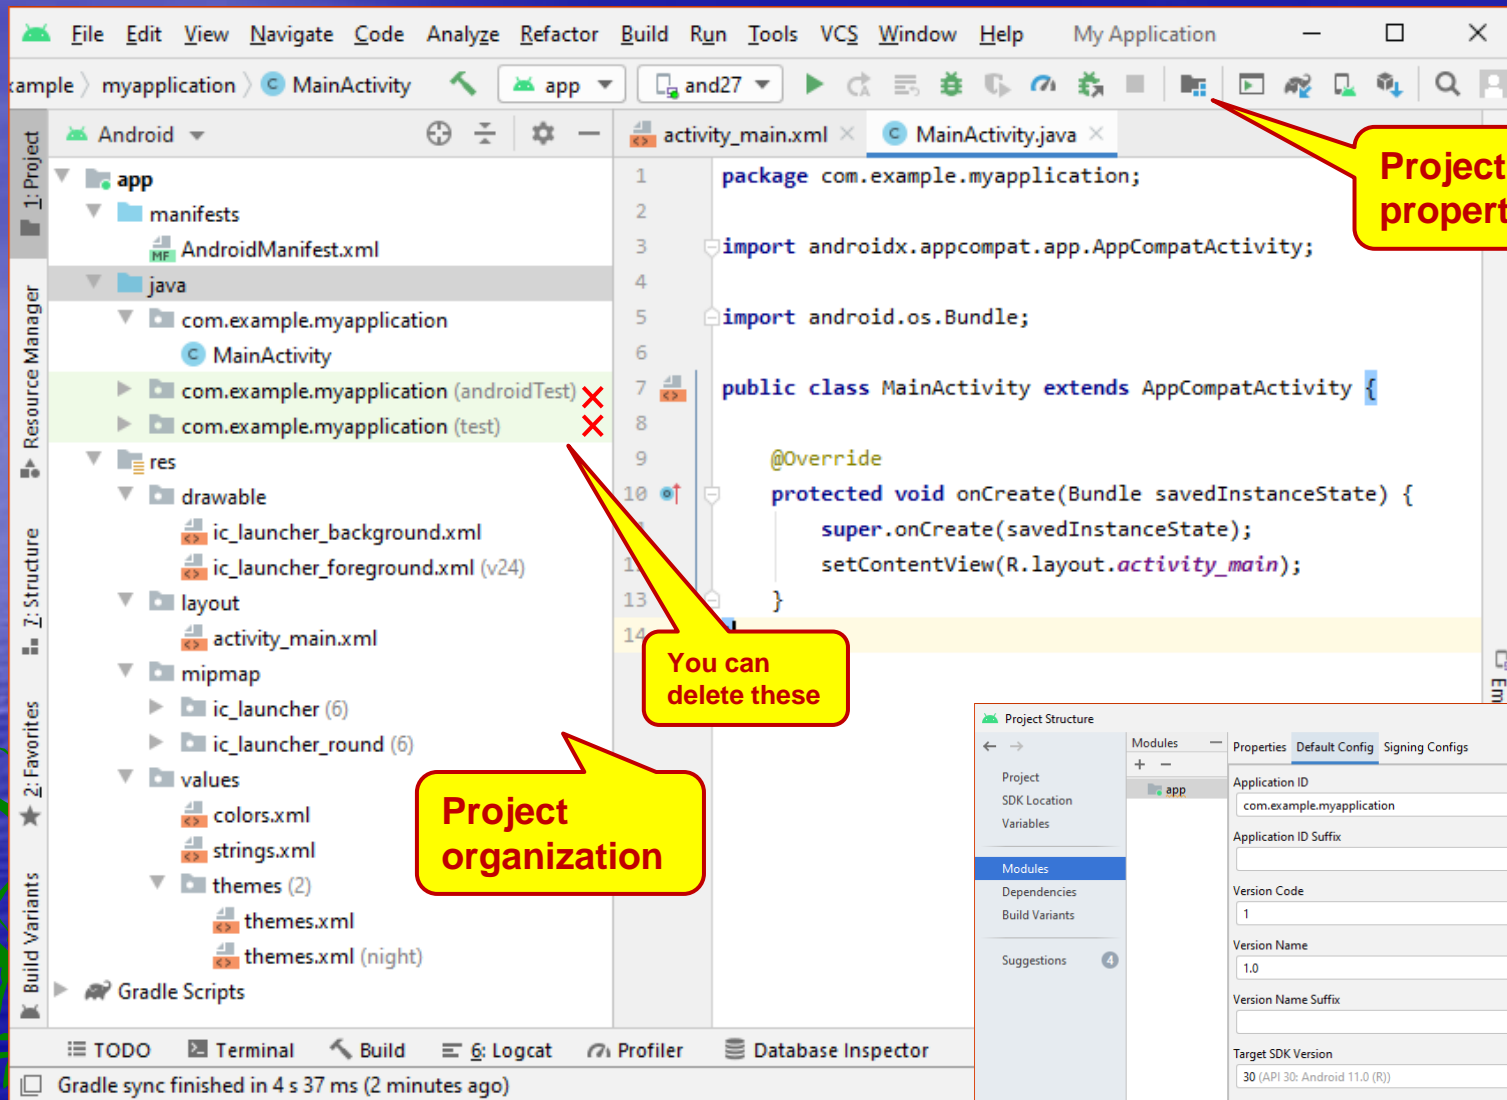 File Edit View Navigate Code Analyze Refactor Build Run Tools VCS Window Help My Application
ample myapplication MainActivity app and27
1: Project
Resource Manager
7: Structure
2: Favorites
Build Variants
Android
app
manifests
AndroidManifest.xml
java
com.example.myapplication
MainActivity
com.example.myapplication (androidTest)
com.example.myapplication (test)
res
drawable
ic_launcher_background.xml
ic_launcher_foreground.xml (v24)
layout
activity_main.xml
mipmap
ic_launcher (6)
ic_launcher_round (6)
values
colors.xml
strings.xml
themes (2)
themes.xml
themes.xml (night)
Gradle Scripts
activity_main.xml MainActivity.java
1 package com.example.myapplication;
2
3 import androidx.appcompat.app.AppCompatActivity;
4
5 import android.os.Bundle;
6
7 public class MainActivity extends AppCompatActivity {
8
9 @Override
10 protected void onCreate(Bundle savedInstanceState) {
super.onCreate(savedInstanceState);
setContentView(R.layout.activity_main);
13 }
14
Project
propert
You can
delete these
Project
organization
Em
Project Structure
Project
SDK Location
Variables
Modules
Dependencies
Build Variants
Suggestions 4
Modules
app
Properties Default Config Signing Configs
Application ID
com.example.myapplication
Application ID Suffix
Version Code
1
Version Name
1.0
Version Name Suffix
Target SDK Version
30 (API 30: Android 11.0 (R))
TODO Terminal Build 6: Logcat Profiler Database Inspector
Gradle sync finished in 4 s 37 ms (2 minutes ago)